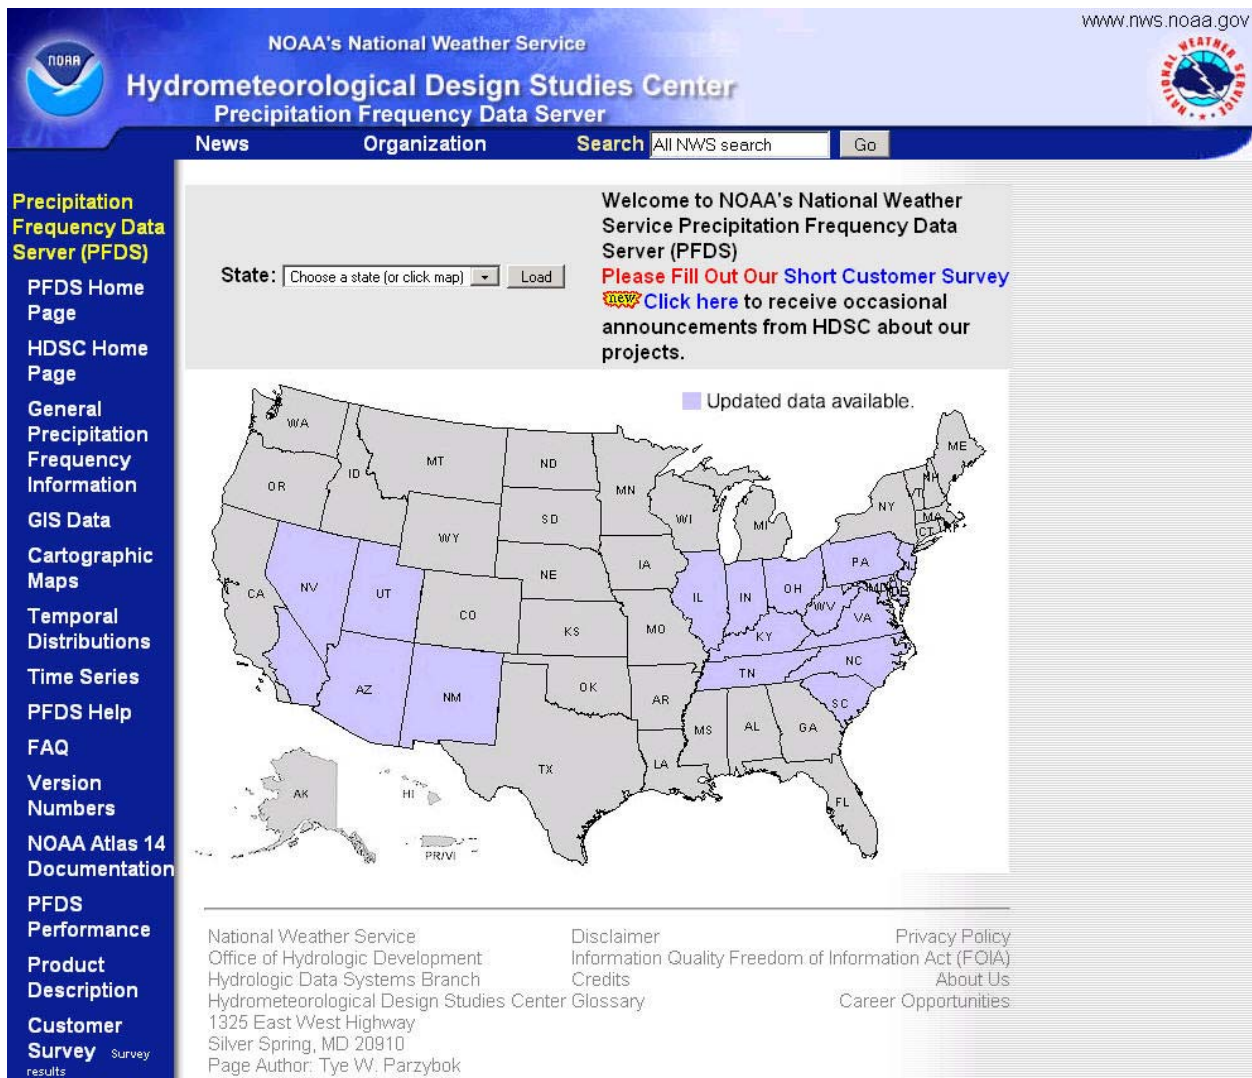 www.nws.noaa.gov
NOAA
NOAA's National Weather Service
NATIONAL WEATHER SERVICE
Hydrometeorological Design Studies Center
Precipitation Frequency Data Server
News Organization Search All NWS search Go
Precipitation
Frequency Data
Server (PFDS)
PFDS Home
Page
HDSC Home
Page
General
Precipitation
Frequency
Information
GIS Data
Cartographic
Maps
Temporal
Distributions
Time Series
PFDS Help
FAQ
Version
Numbers
NOAA Atlas 14
Documentation
PFDS
Performance
Product
Description
Customer
Survey Survey
results
State: Choose a state (or click map) Load
Welcome to NOAA's National Weather
Service Precipitation Frequency Data
Server (PFDS)
Please Fill Out Our Short Customer Survey
new Click here to receive occasional
announcements from HDSC about our
projects.
Updated data available.
WA
MT
ND
MN
ME
ID
OR
SD
WI
MI
NY
VT
NH
MA
CT
RI
WY
IA
NE
PA
NJ
CA
NV
UT
CO
KS
MO
IL
IN
OH
WV
MD
DE
VA
KY
NC
TN
AZ
NM
OK
AR
SC
MS
AL
GA
TX
LA
FL
AK
HI
PR/VI
National Weather Service
Office of Hydrologic Development
Hydrologic Data Systems Branch
Hydrometeorological Design Studies Center
1325 East West Highway
Silver Spring, MD 20910
Page Author: Tye W. Parzybok
Disclaimer
Information Quality
Credits
Glossary
Privacy Policy
Freedom of Information Act (FOIA)
About Us
Career Opportunities